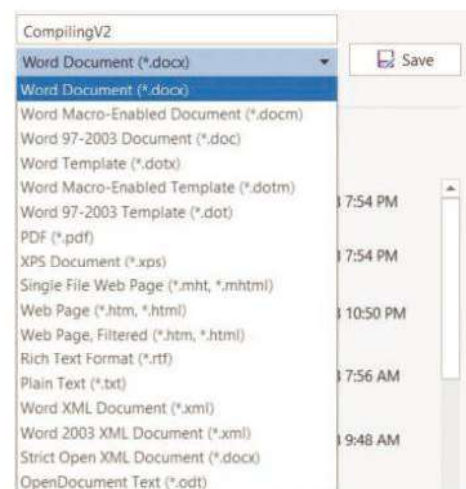 CompilingV2
Word Document (*.docx)
Save
Word Document (*.docx)
Word Macro-Enabled Document (*.docm)
Word 97-2003 Document (*.doc)
Word Template (*.dotx)
Word Macro-Enabled Template (*.dotm)
7:54 PM
Word 97-2003 Template (*.dot)
PDF (*.pdf)
XPS Document (*.xps)
7:54 PM
Single File Web Page (*.mht, *.mhtml)
Web Page (*.htm, *.html)
10:50 PM
Web Page, Filtered (*.htm, *.html)
Rich Text Format (*.rtf)
Plain Text (*.txt)
7:56 AM
Word XML Document (*.xml)
Word 2003 XML Document (*.xml)
9:48 AM
Strict Open XML Document (*.docx)
OpenDocument Text (*.odt)